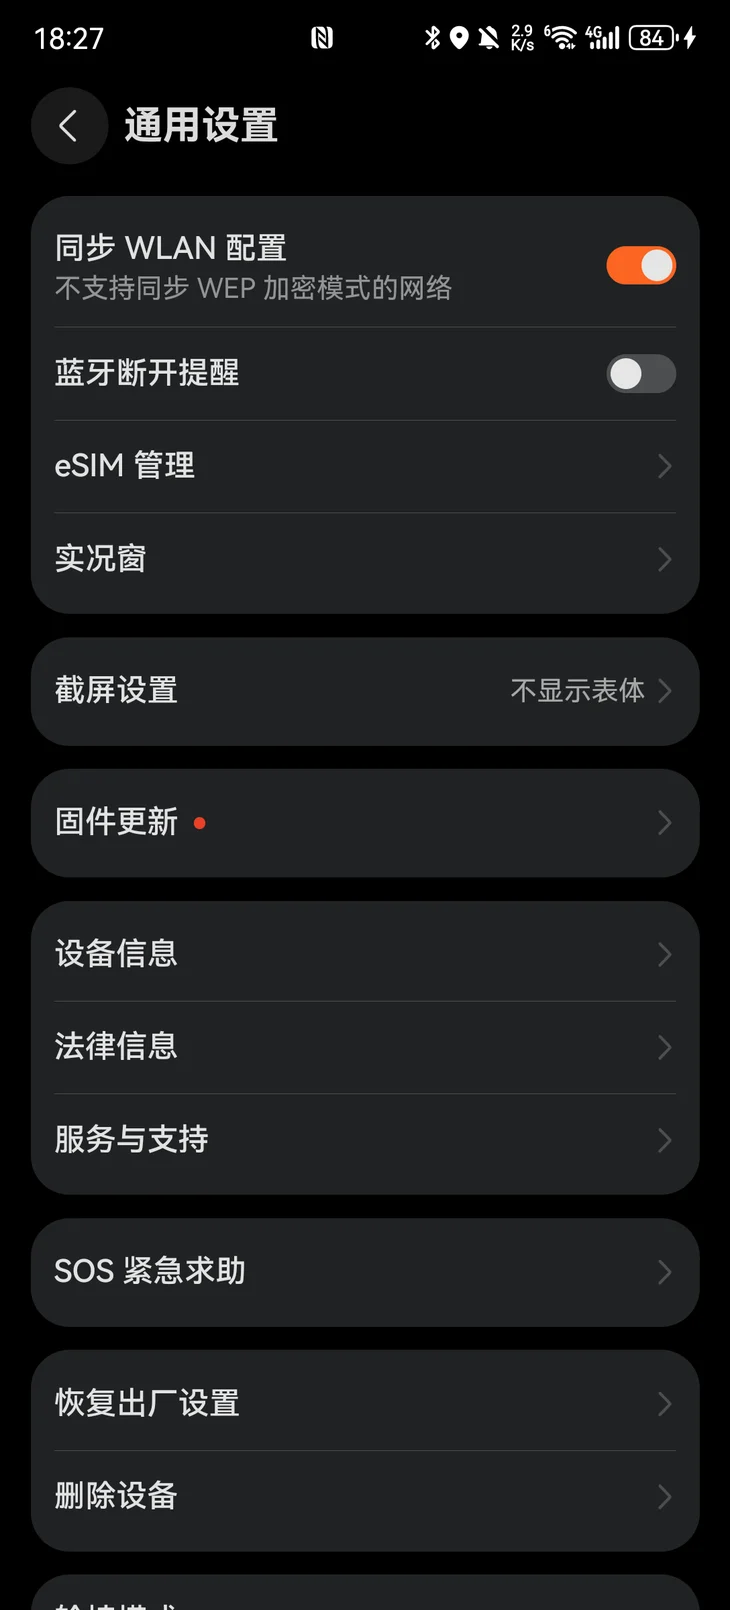 18:27
2.9 K/s
6
4G
84
通用设置
同步 WLAN 配置
不支持同步 WEP 加密模式的网络
蓝牙断开提醒
eSIM 管理
实况窗
截屏设置
不显示表体
固件更新
设备信息
法律信息
服务与支持
SOS 紧急求助
恢复出厂设置
删除设备